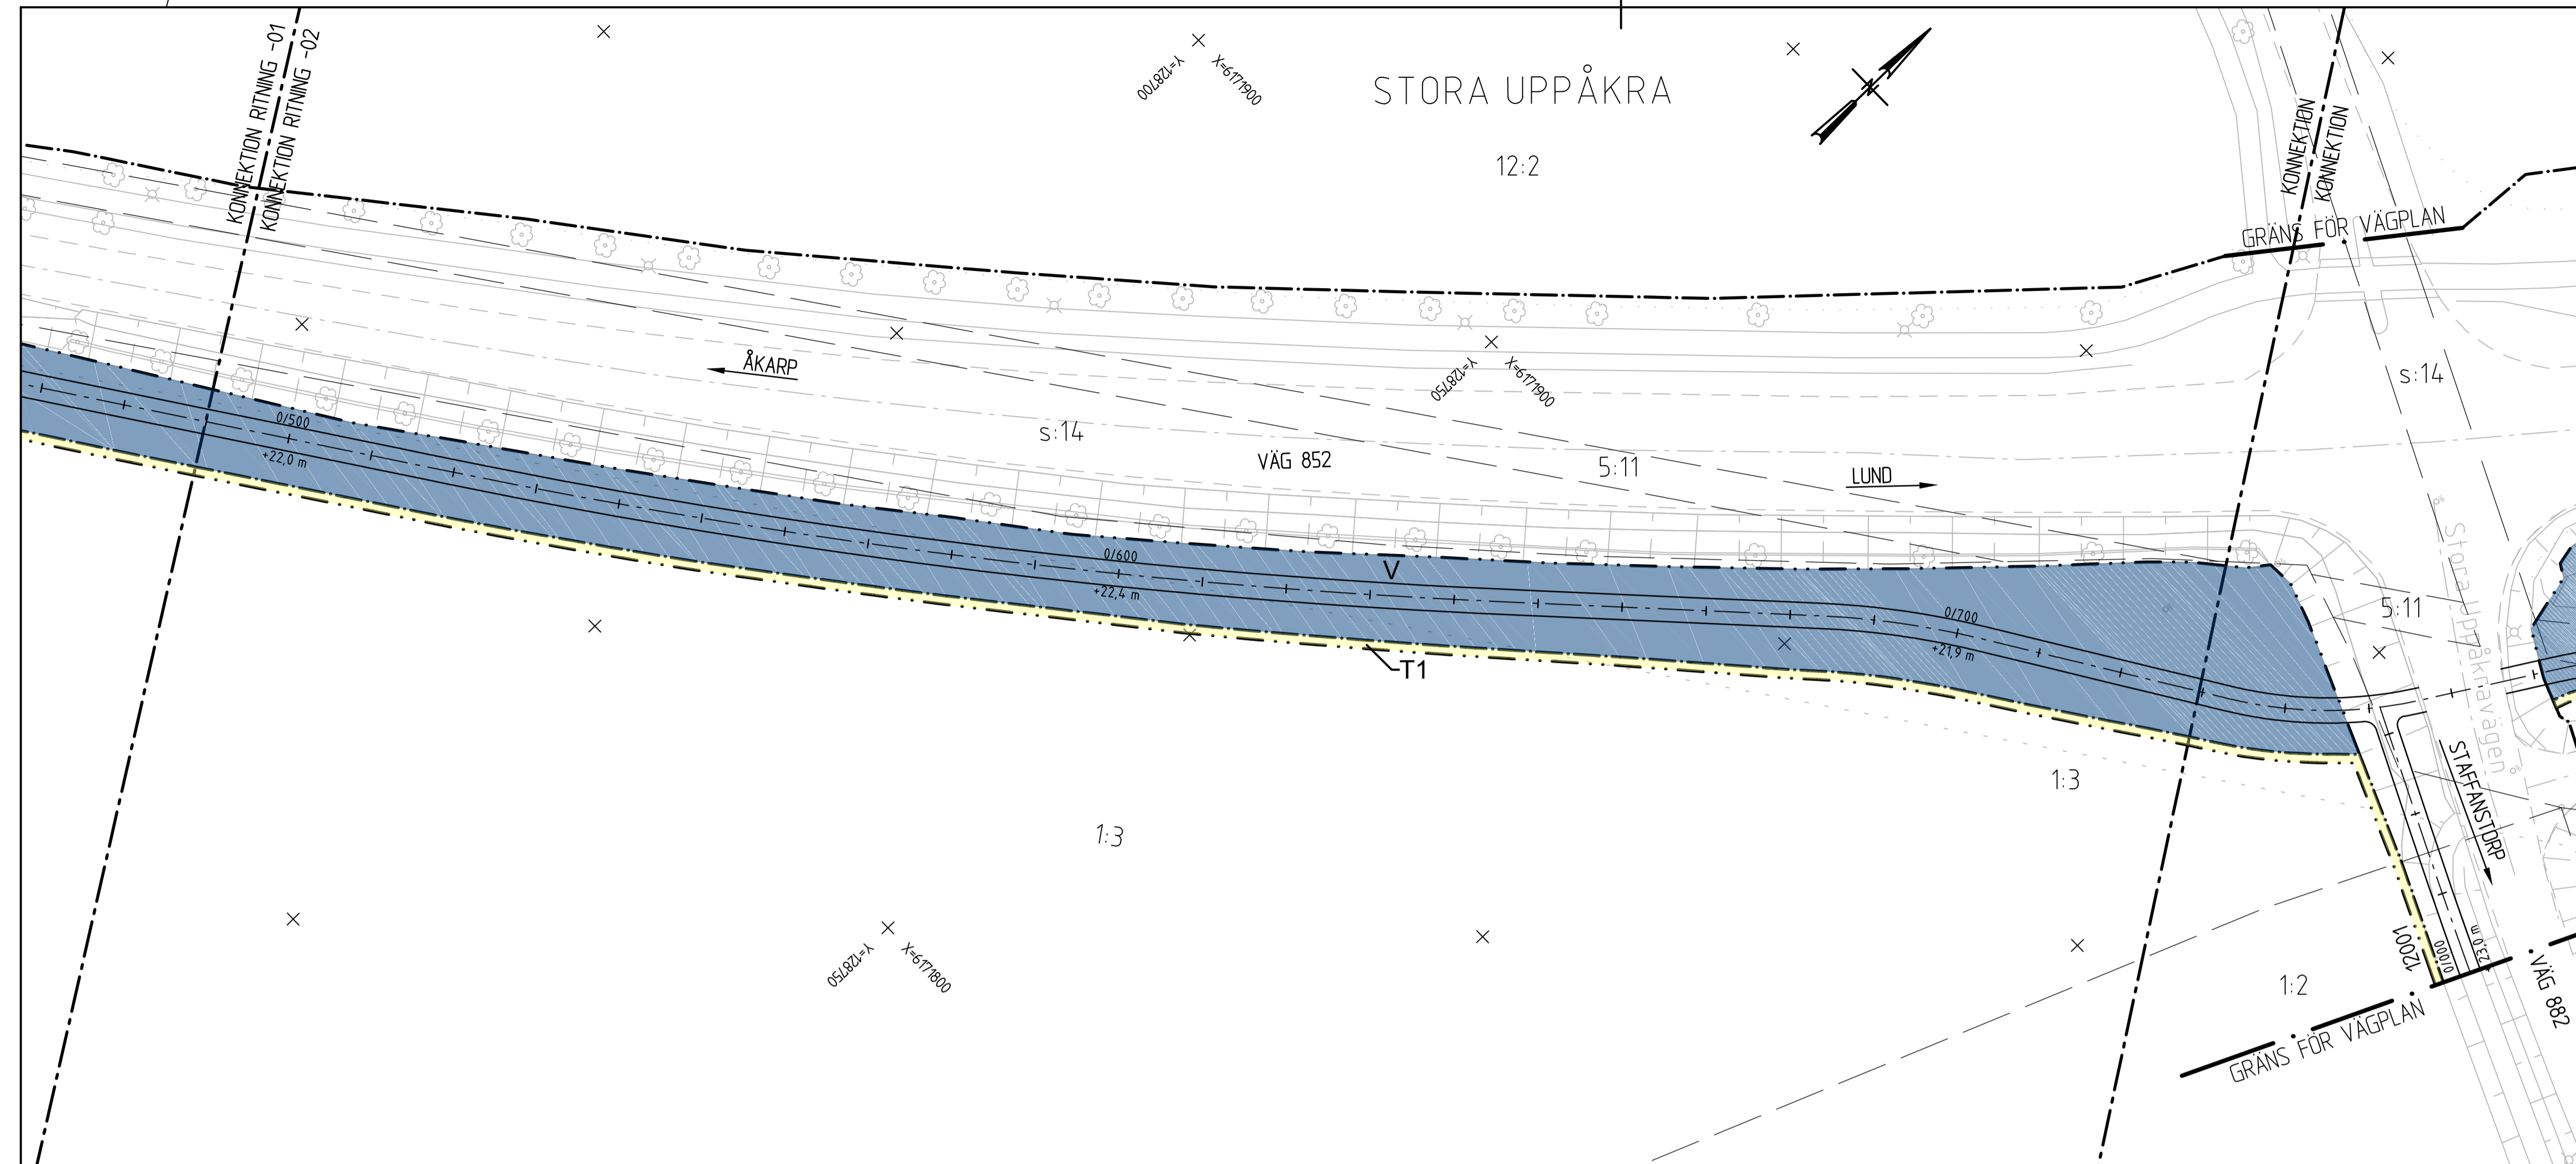 KONNEKTION RITNING -01
KONNEKTION RITNING -02
Y=128700
X=6171900
STORA UPPÅKRA
12:2
KONNEKTION
KONNEKTION
GRÄNS FÖR VÄGPLAN
ÅKARP
Y=128750
X=6171900
s:14
s:14
VÄG 852
5:11
LUND
0/500
+22,0 m
0/600
+22,4 m
V
T1
0/700
+21,9 m
5:11
Stora Uppåkravägen
STAFFANSTORP
1:3
1:3
Y=128750
X=6171800
12001
0/000
23,0 m
1:2
GRÄNS FÖR VÄGPLAN
VÄG 882